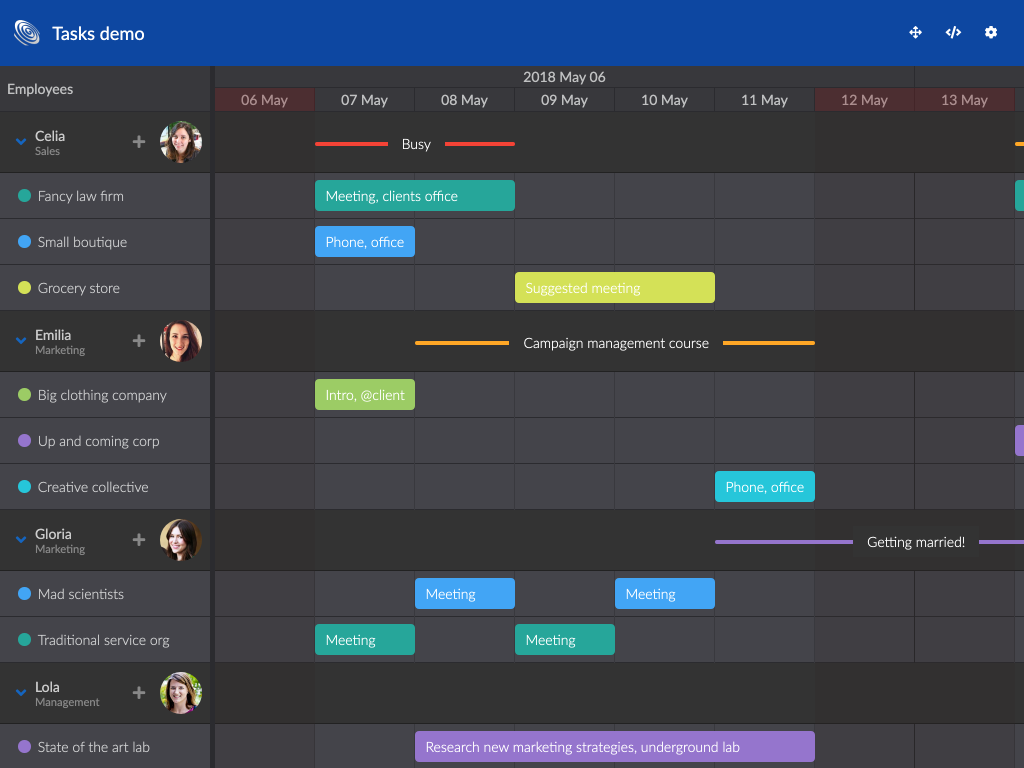 Tasks demo
Employees
2018 May 06
06 May 07 May 08 May 09 May 10 May 11 May 12 May 13 May
Celia
Sales
Busy
Fancy law firm
Meeting, clients office
Small boutique
Phone, office
Grocery store
Suggested meeting
Emilia
Marketing
Campaign management course
Big clothing company
Intro, @client
Up and coming corp
Creative collective
Phone, office
Gloria
Marketing
Getting married!
Mad scientists
Meeting Meeting
Traditional service org
Meeting Meeting
Lola
Management
State of the art lab
Research new marketing strategies, underground lab